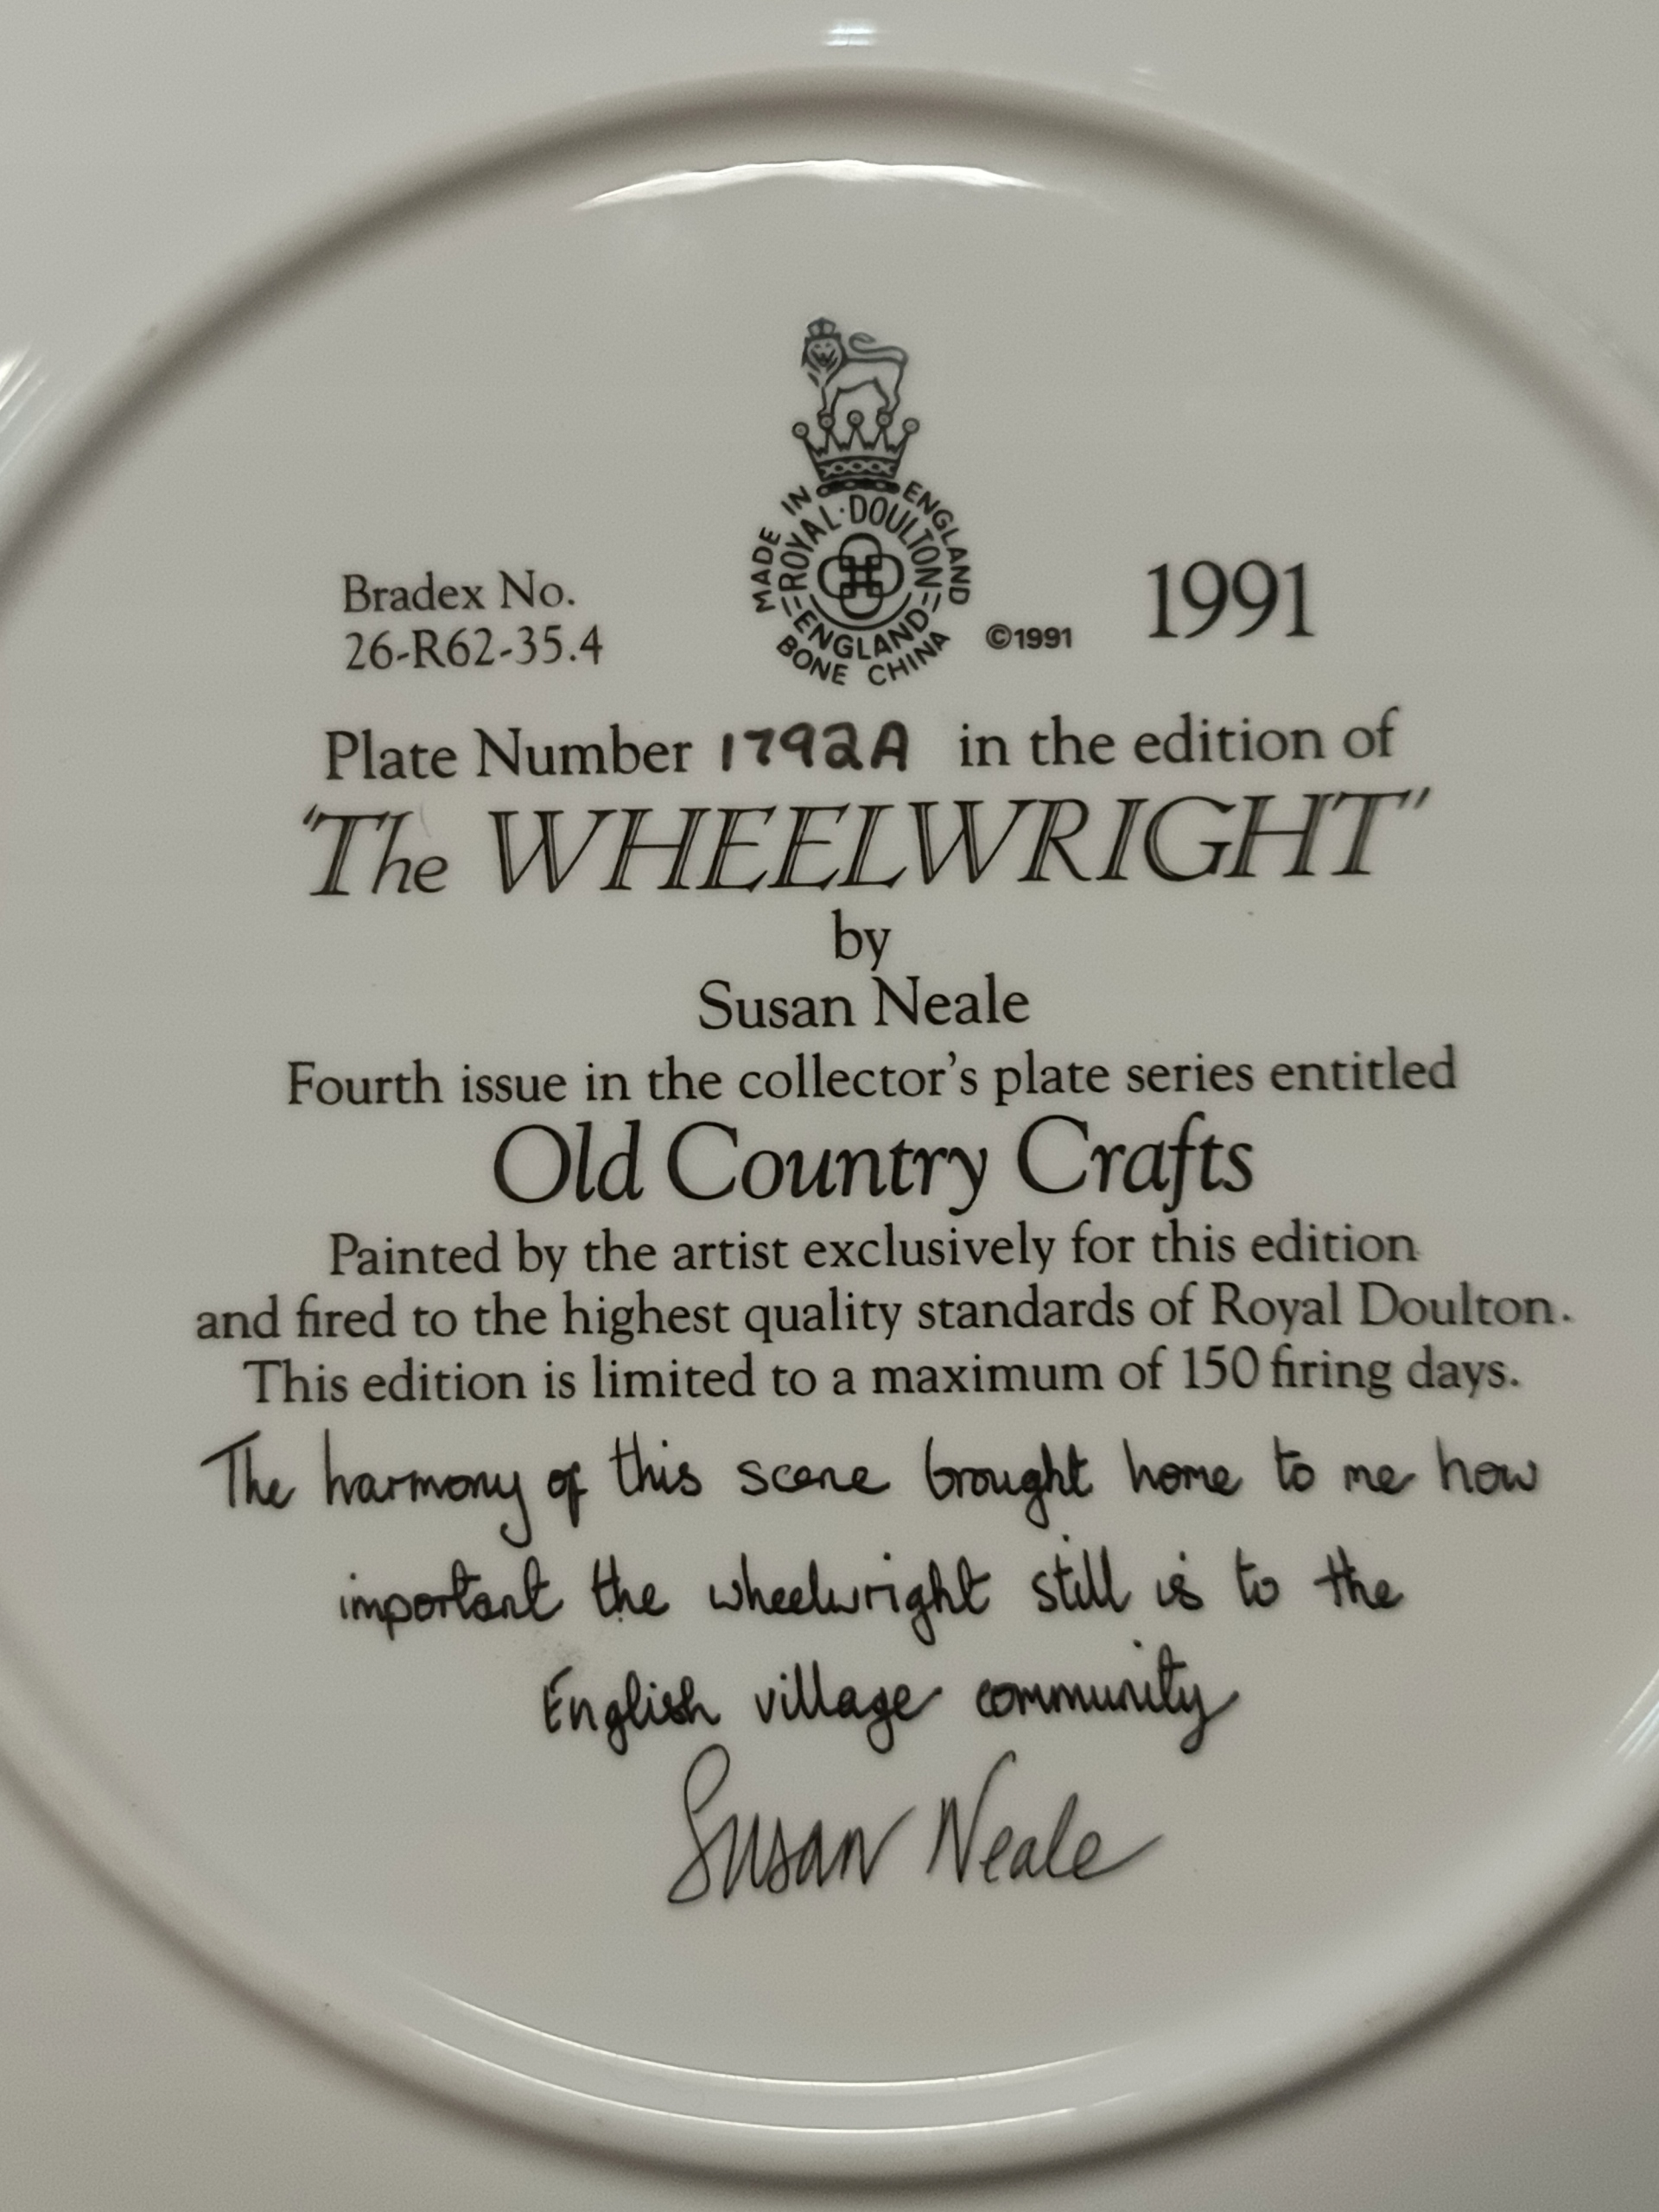 MADE IN ENGLAND
ROYAL·DOULTON
ENGLAND
BONE CHINA
Bradex No.
26-R62-35.4
©1991
1991
Plate Number 1792A in the edition of
'The WHEELWRIGHT'
by
Susan Neale
Fourth issue in the collector's plate series entitled
Old Country Crafts
Painted by the artist exclusively for this edition
and fired to the highest quality standards of Royal Doulton.
This edition is limited to a maximum of 150 firing days.
The harmony of this scene brought home to me how
important the wheelwright still is to the
English village community
Susan Neale